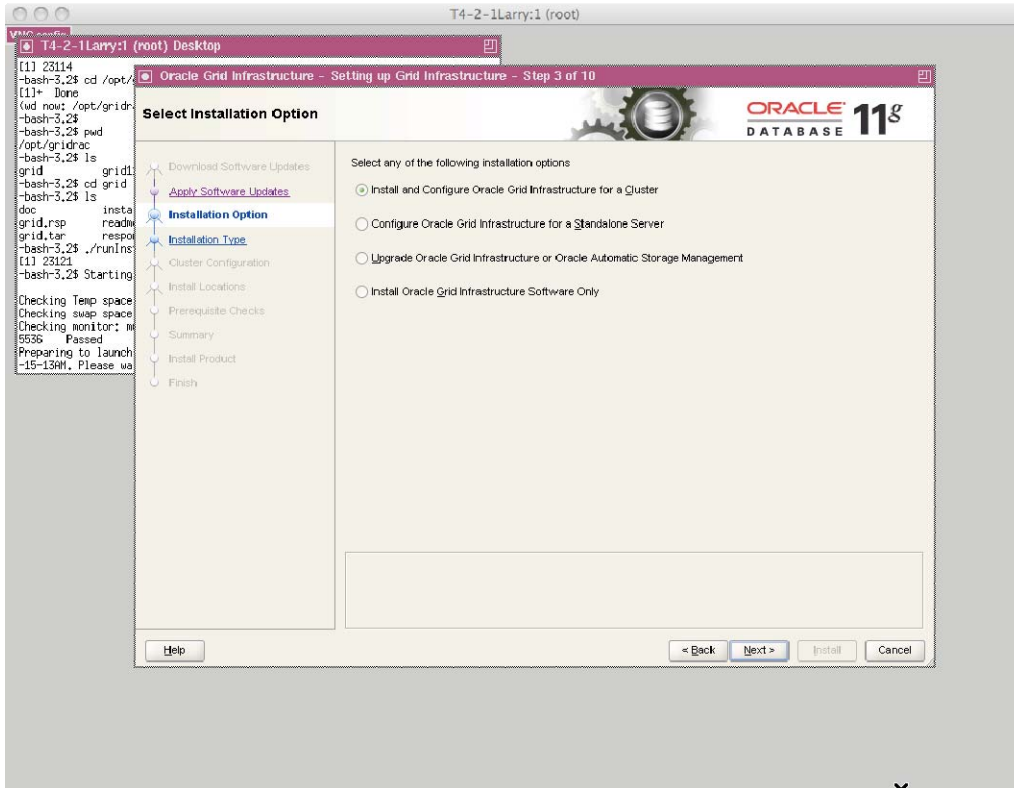 T4-2-1Larry:1 (root)
VNC config
T4-2-1Larry:1 (root) Desktop
[1] 23114
-bash-3.2$ cd /opt/
[1]+ Done
(wd now: /opt/gridr
-bash-3.2$
-bash-3.2$ pwd
/opt/gridrac
-bash-3.2$ ls
grid grid1
-bash-3.2$ cd grid
-bash-3.2$ ls
doc insta
grid.rsp readm
grid.tar respo
-bash-3.2$ ./runIns
[1] 23121
-bash-3.2$ Starting
Checking Temp space
Checking swap space
Checking monitor: m
5536 Passed
Preparing to launch
-15-13AM. Please wa
Oracle Grid Infrastructure - Setting up Grid Infrastructure - Step 3 of 10
Select Installation Option
ORACLE
DATABASE 11g
Download Software Updates
Apply Software Updates
Installation Option
Installation Type
Cluster Configuration
Install Locations
Prerequisite Checks
Summary
Install Product
Finish
Select any of the following installation options
Install and Configure Oracle Grid Infrastructure for a Cluster
Configure Oracle Grid Infrastructure for a Standalone Server
Upgrade Oracle Grid Infrastructure or Oracle Automatic Storage Management
Install Oracle Grid Infrastructure Software Only
Help
< Back
Next >
Install
Cancel